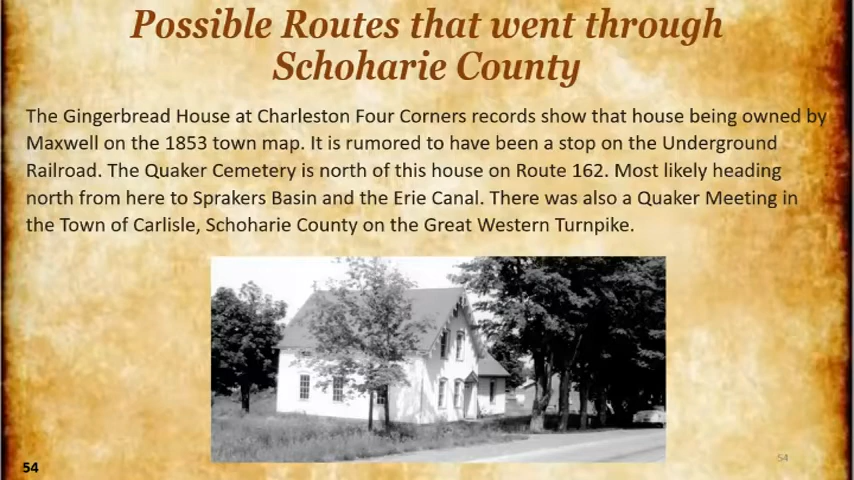 Possible Routes that went through
Schoharie County
The Gingerbread House at Charleston Four Corners records show that house being owned by
Maxwell on the 1853 town map. It is rumored to have been a stop on the Underground
Railroad. The Quaker Cemetery is north of this house on Route 162. Most likely heading
north from here to Sprakers Basin and the Erie Canal. There was also a Quaker Meeting in
the Town of Carlisle, Schoharie County on the Great Western Turnpike.
54
54